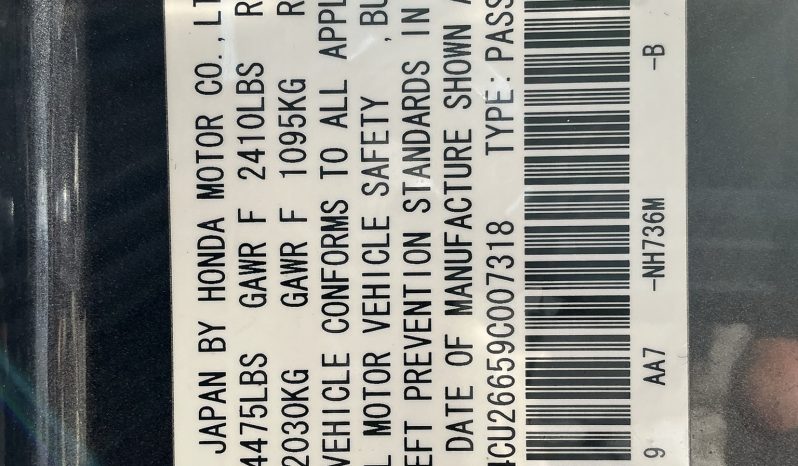 JAPAN BY HONDA MOTOR CO.,LT
4475LBS GAWR F 2410LBS R
2030KG GAWR F 1095KG R
VEHICLE CONFORMS TO ALL APPL
L MOTOR VEHICLE SAFETY ,BU
EFT PREVENTION STANDARDS IN
DATE OF MANUFACTURE SHOWN A
4CU26659C007318 TYPE: PASS
9 AA7 -NH736M -B